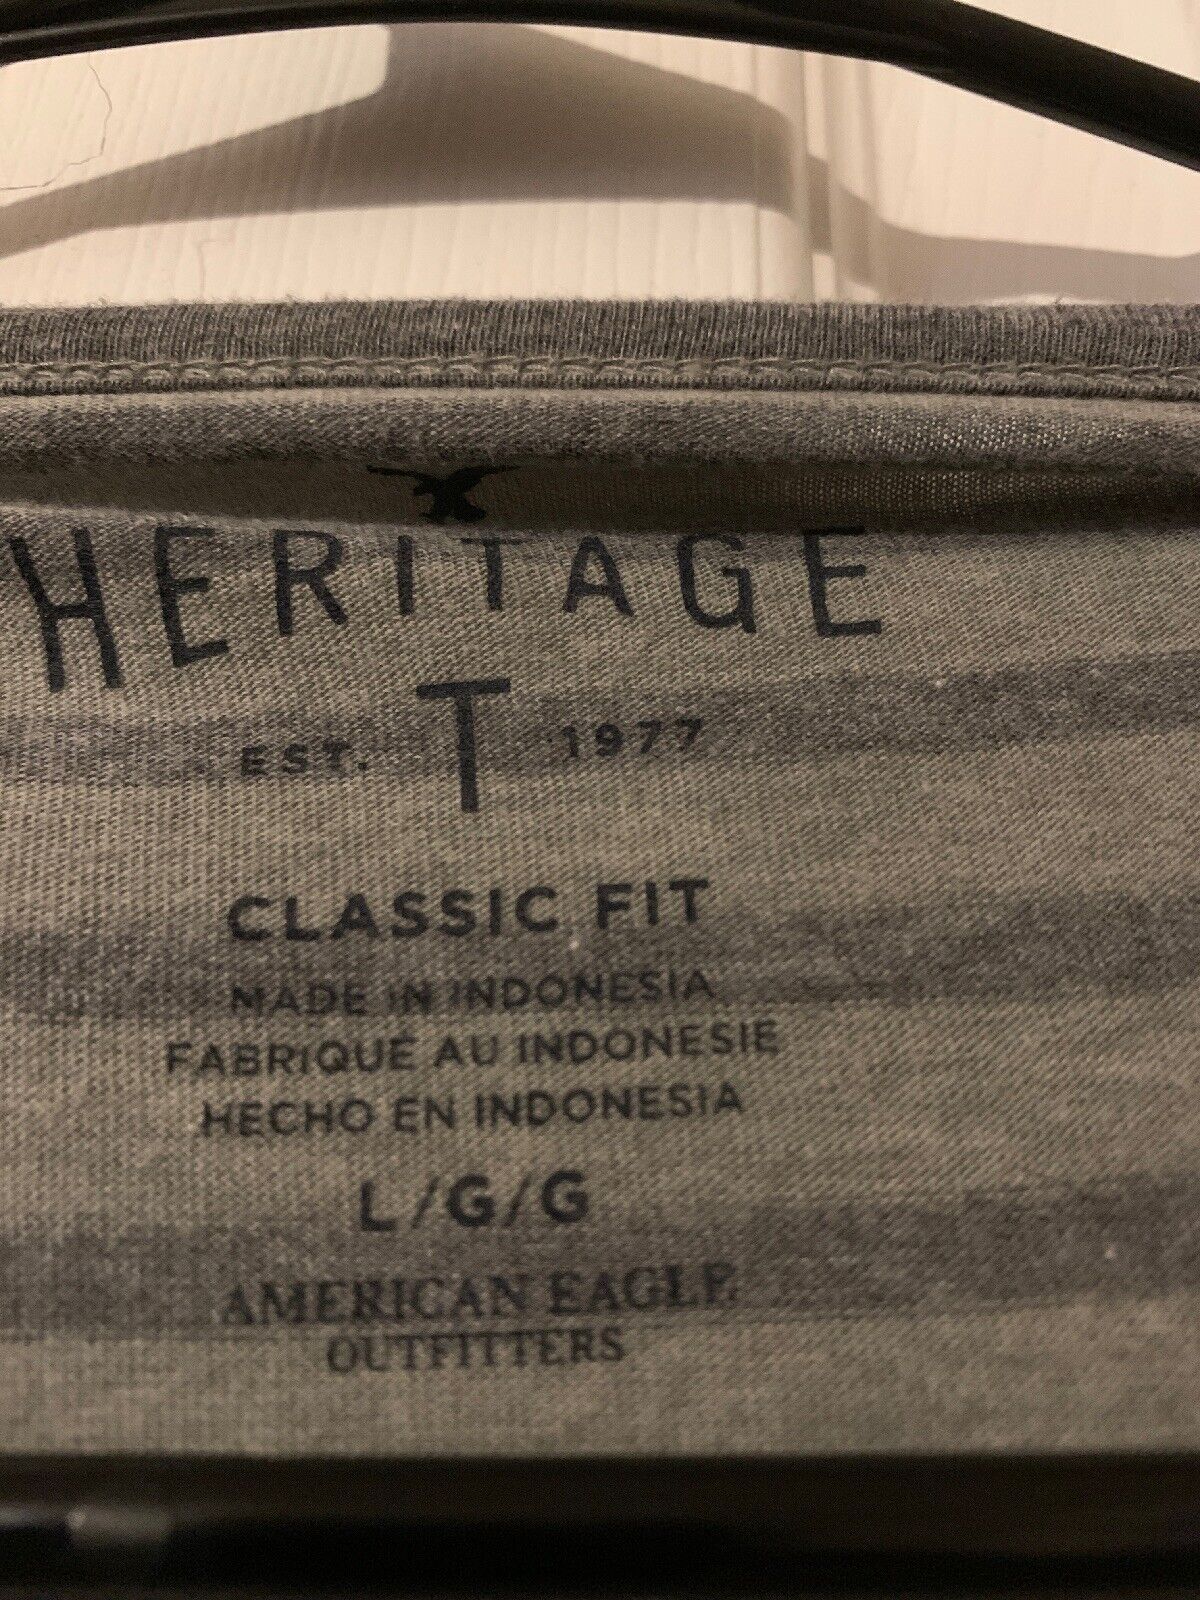 HERITAGE
EST. T 1977
CLASSIC FIT
MADE IN INDONESIA
FABRIQUÉ AU INDONESIE
HECHO EN INDONESIA
L/G/G
AMERICAN EAGLE
OUTFITTERS